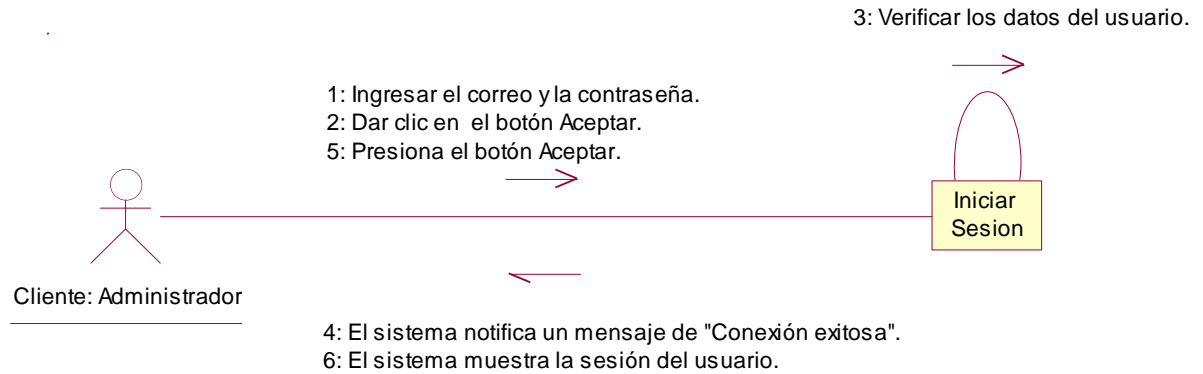 3: Verificar los datos del usuario.
1: Ingresar el correo y la contraseña.
2: Dar clic en el botón Aceptar.
5: Presiona el botón Aceptar.
Iniciar
Sesion
Cliente: Administrador
4: El sistema notifica un mensaje de "Conexión exitosa".
6: El sistema muestra la sesión del usuario.